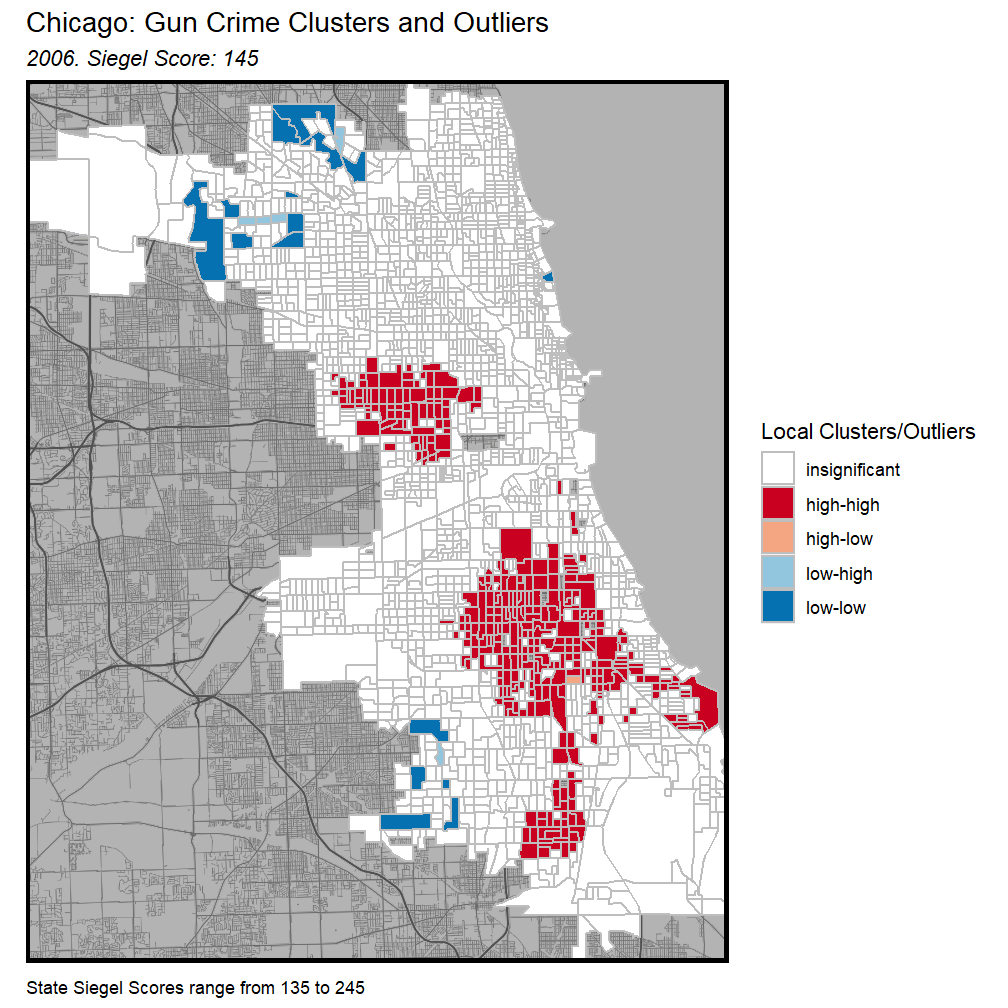 Chicago: Gun Crime Clusters and Outliers
2006. Siegel Score: 145
Local Clusters/Outliers
insignificant
high-high
high-low
low-high
low-low
State Siegel Scores range from 135 to 245